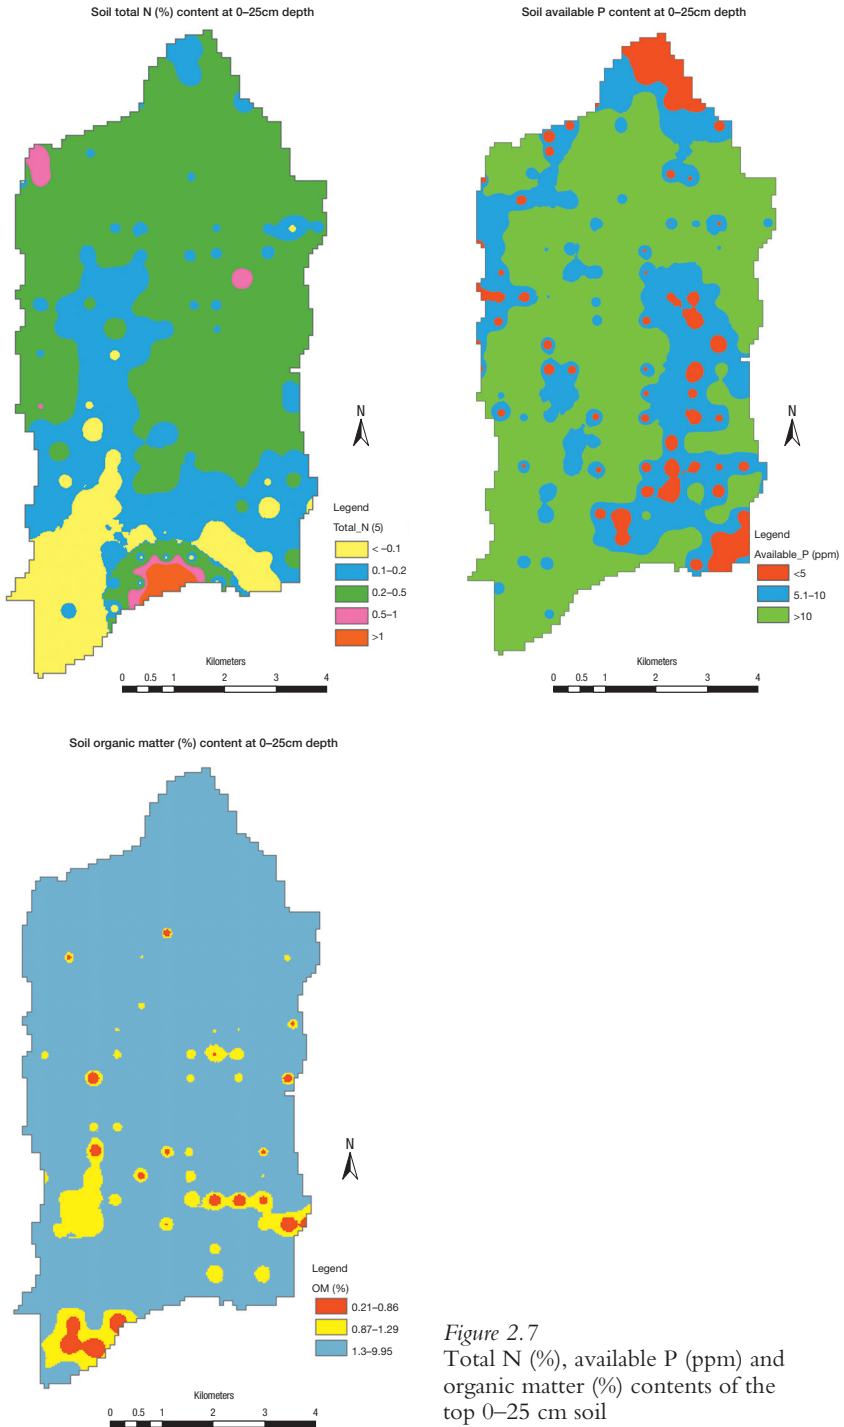 Soil total N (%) content at 0–25cm depth
N
Legend
Total_N (5)
< –0.1
0.1–0.2
0.2–0.5
0.5–1
>1
Kilometers
0 0.5 1 2 3 4
Soil available P content at 0–25cm depth
N
Legend
Available_P (ppm)
<5
5.1–10
>10
Kilometers
0 0.5 1 2 3 4
Soil organic matter (%) content at 0–25cm depth
N
Legend
OM (%)
0.21–0.86
0.87–1.29
1.3–9.95
Kilometers
0 0.5 1 2 3 4
Figure 2.7
Total N (%), available P (ppm) and
organic matter (%) contents of the
top 0–25 cm soil